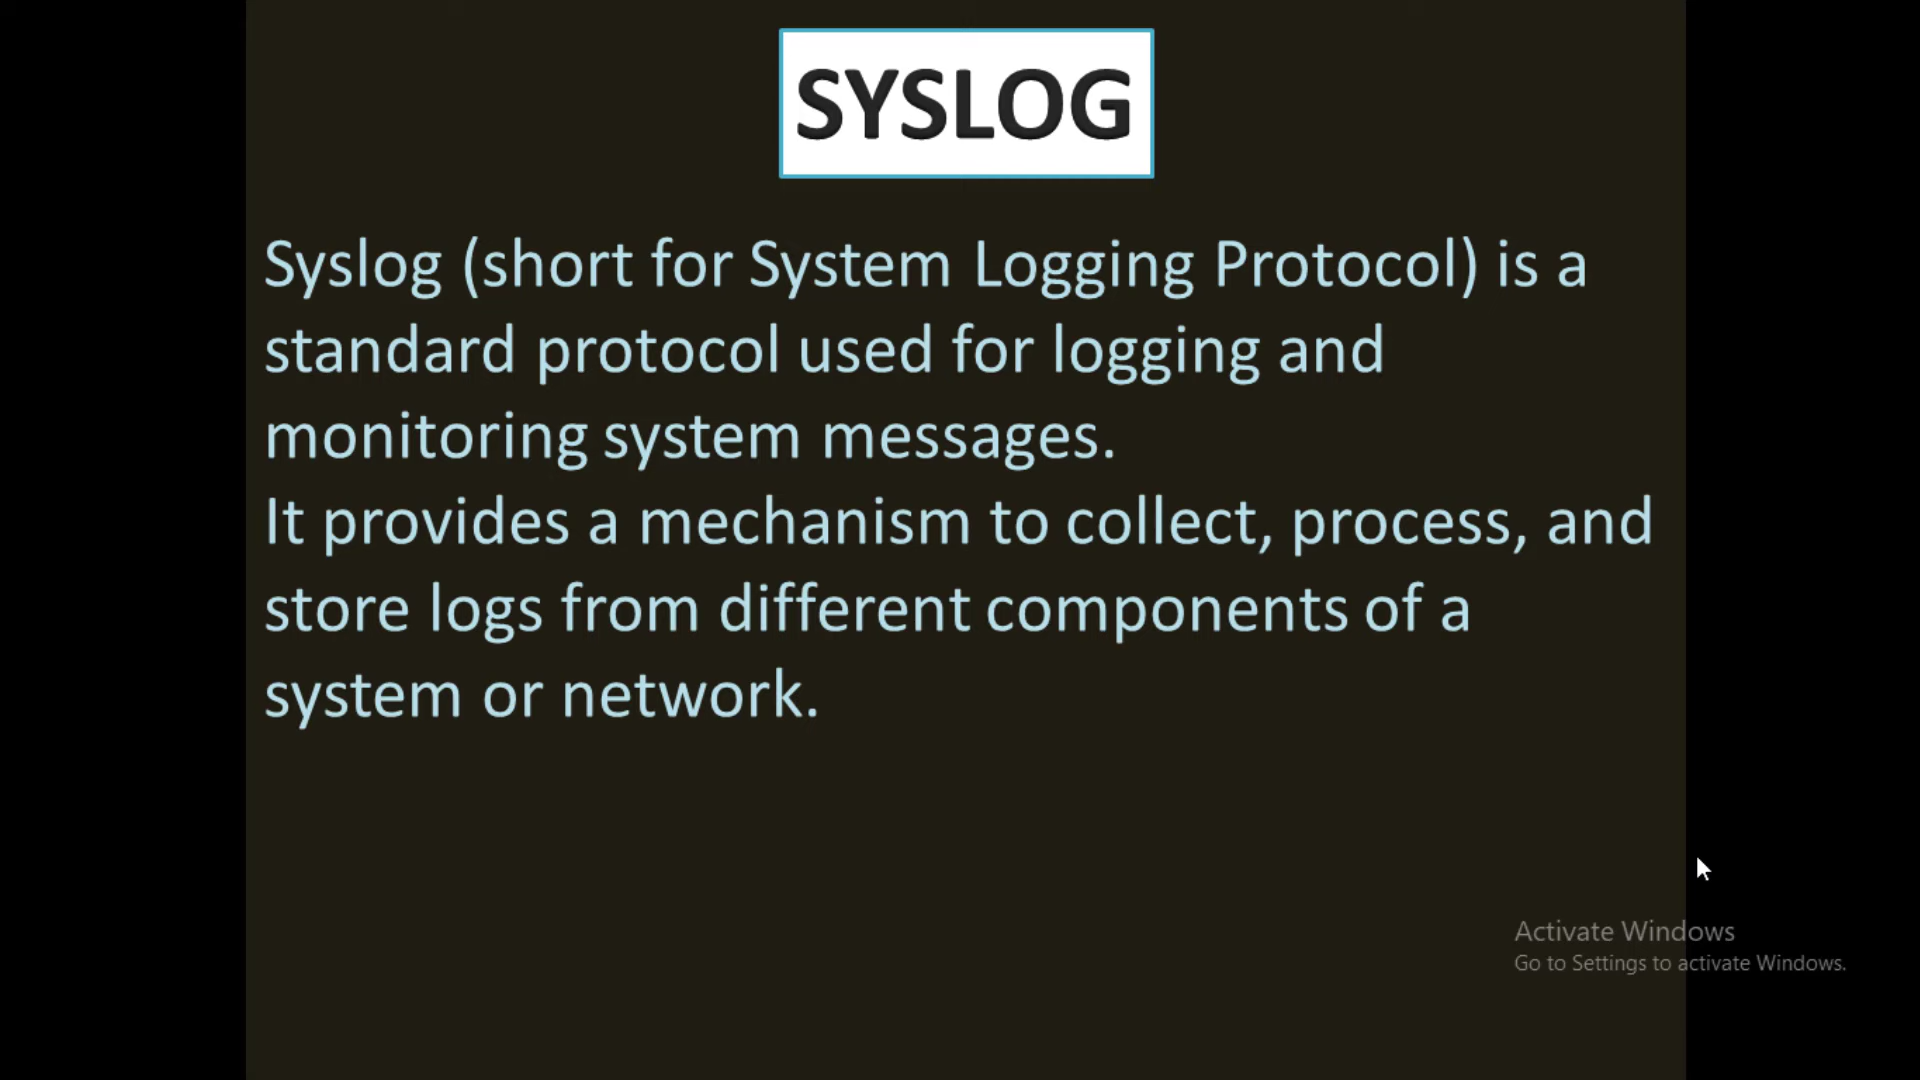 SYSLOG
Syslog (short for System Logging Protocol) is a
standard protocol used for logging and
monitoring system messages.
It provides a mechanism to collect, process, and
store logs from different components of a
system or network.
Activate Windows
Go to Settings to activate Windows.